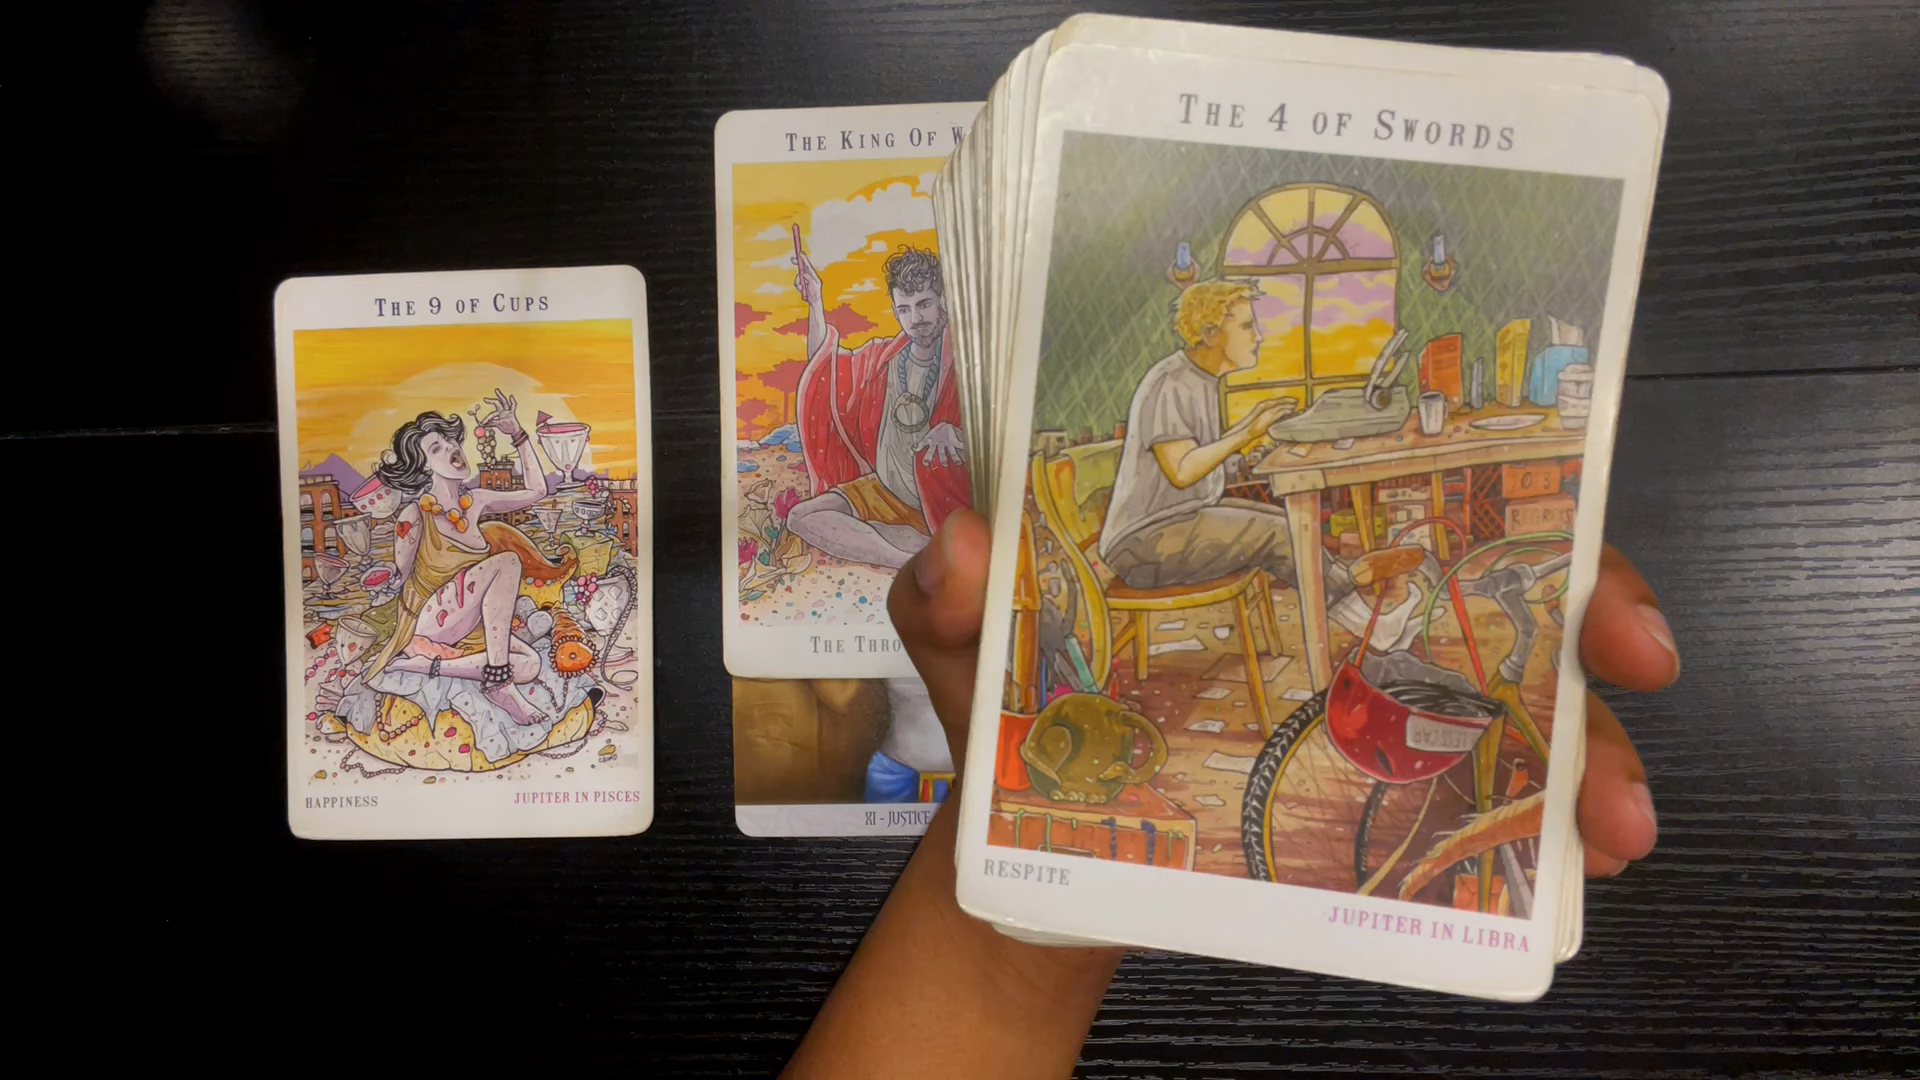 THE 9 OF CUPS
HAPPINESS
JUPITER IN PISCES
THE KING OF W
THE THRO
XI - JUSTICE
THE 4 OF SWORDS
RESPITE
JUPITER IN LIBRA